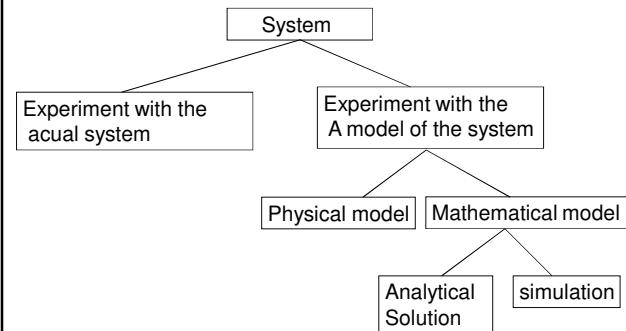 System
Experiment with the
acual system
Experiment with the
A model of the system
Physical model
Mathematical model
Analytical
Solution
simulation